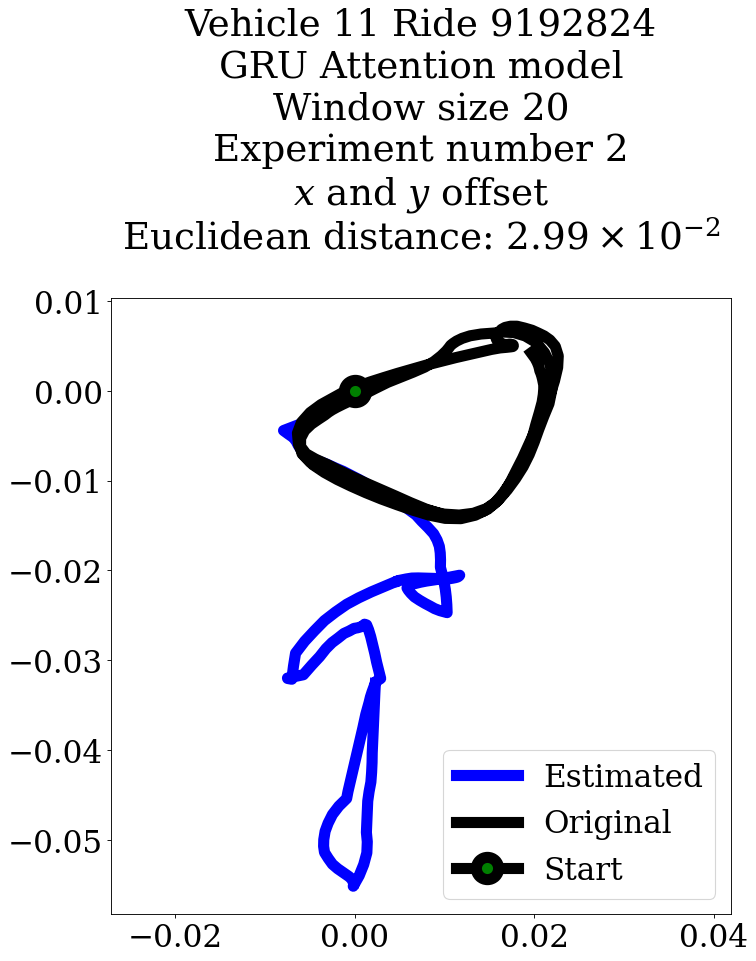 Vehicle 11 Ride 9192824
GRU Attention model
Window size 20
Experiment number 2
x and y offset
Euclidean distance: 2.99 × 10⁻²
0.01
0.00
−0.01
−0.02
−0.03
−0.04
−0.05
Estimated
Original
Start
−0.02 0.00 0.02 0.04